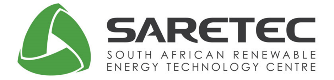 SARETEC
SOUTH AFRICAN RENEWABLE
ENERGY TECHNOLOGY CENTRE